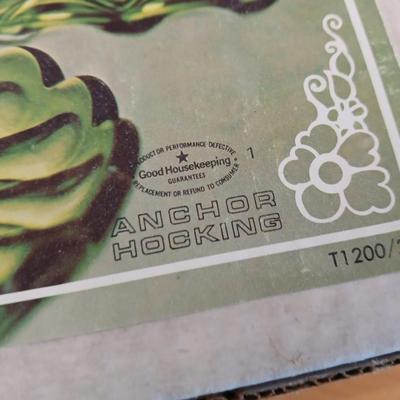 PRODUCT OR PERFORMANCE DEFECTIVE
★
Good Housekeeping
GUARANTEES
REPLACEMENT OR REFUND TO CONSUMER
1
ANCHOR
HOCKING
T1200/